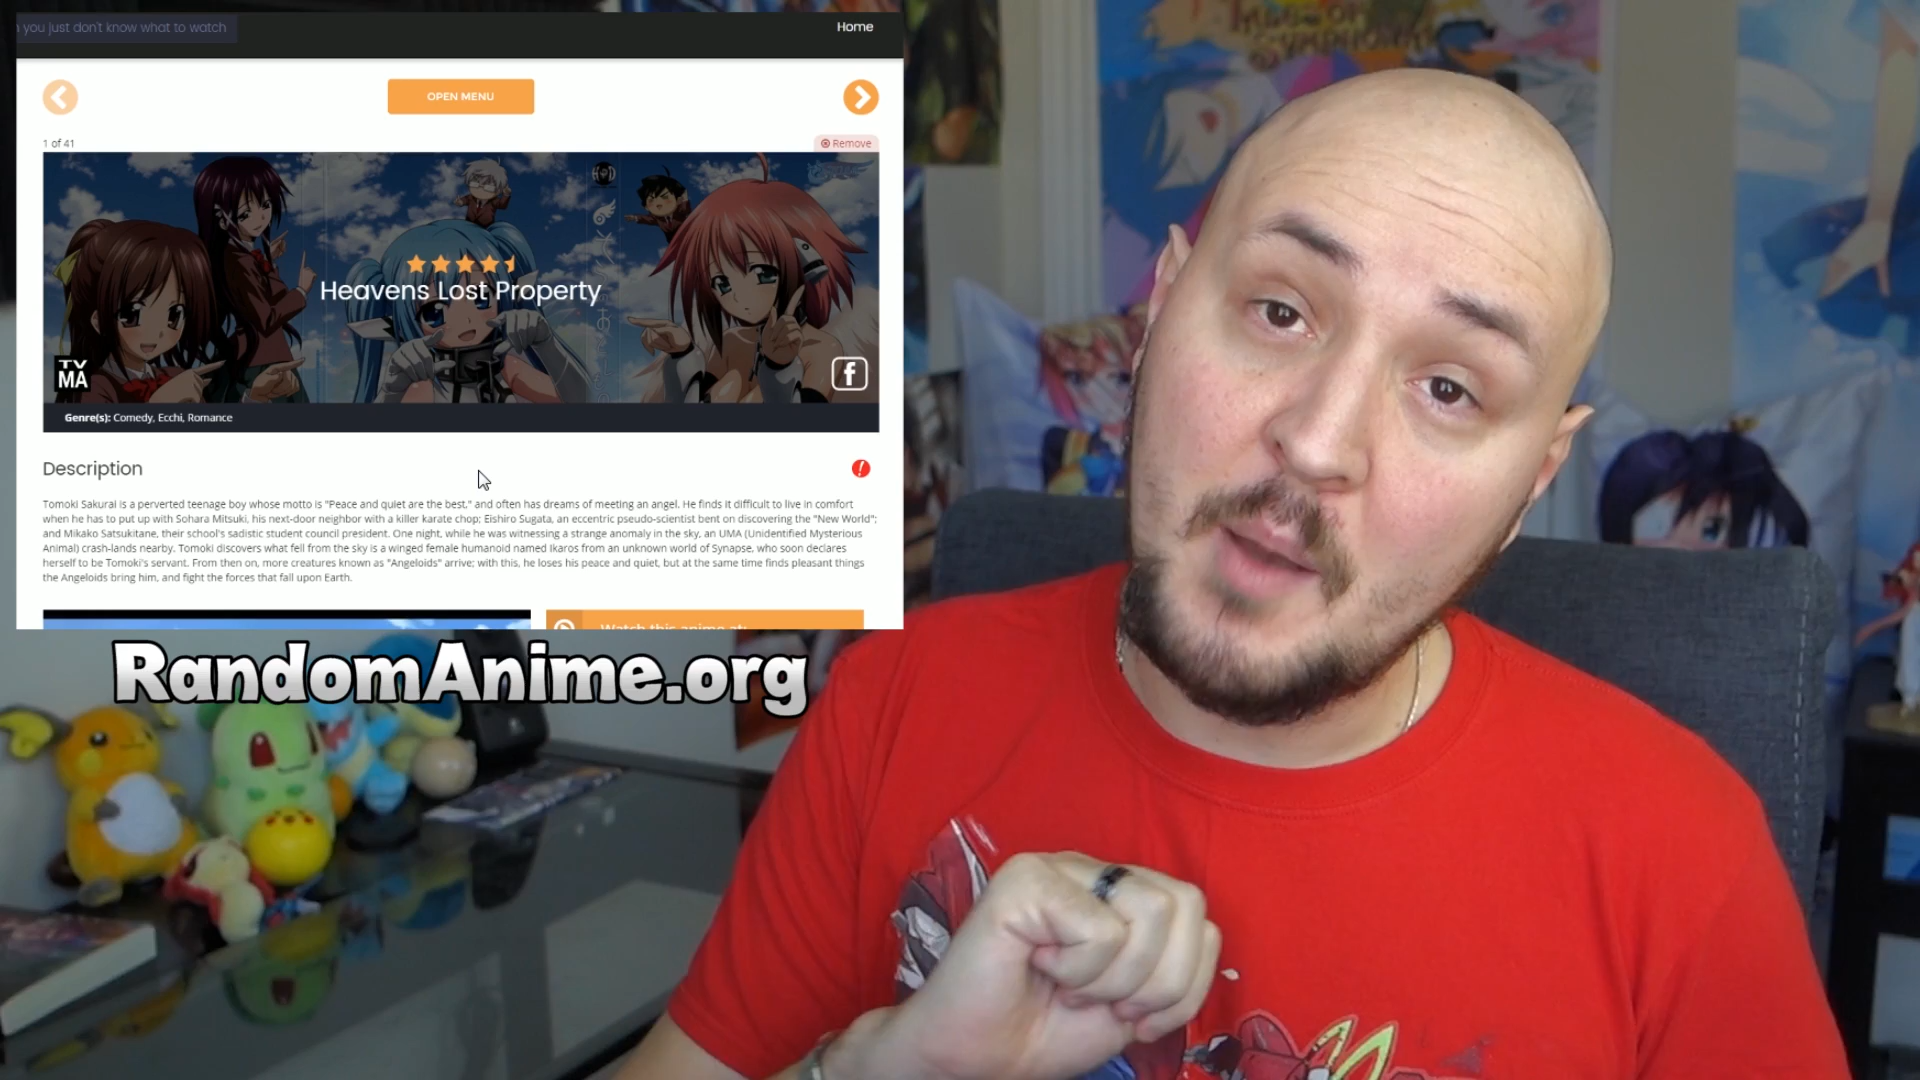 you just don't know what to watch
Home
OPEN MENU
1 of 41
Remove
Heavens Lost Property
TV
MA
f
Genre(s): Comedy, Ecchi, Romance
Description
!
Tomoki Sakurai is a perverted teenage boy whose motto is "Peace and quiet are the best," and often has dreams of meeting an angel. He finds it difficult to live in comfort
when he has to put up with Sohara Mitsuki, his next-door neighbor with a killer karate chop; Eishiro Sugata, an eccentric pseudo-scientist bent on discovering the "New World";
and Mikako Satsukitane, their school's sadistic student council president. One night, while he was witnessing a strange anomaly in the sky, an UMA (Unidentified Mysterious
Animal) crash-lands nearby. Tomoki discovers what fell from the sky is a winged female humanoid named Ikaros from an unknown world of Synapse, who soon declares
herself to be Tomoki's servant. From then on, more creatures known as "Angeloids" arrive; with this, he loses his peace and quiet, but at the same time finds pleasant things
the Angeloids bring him, and fight the forces that fall upon Earth.
Watch this anime at:
RandomAnime.org